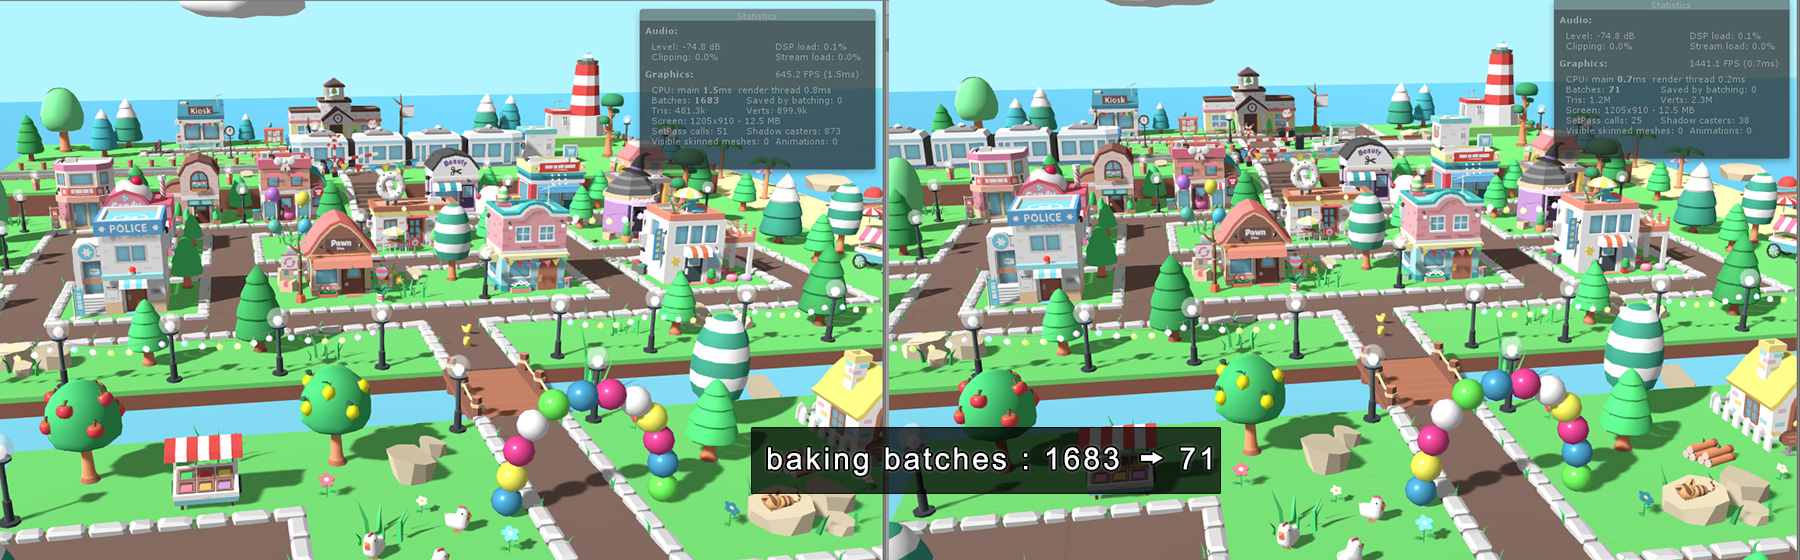 Statistics
Audio:
Level: -74.8 dB DSP load: 0.1%
Clipping: 0.0% Stream load: 0.0%
Graphics: 645.2 FPS (1.5ms)
CPU: main 1.5ms render thread 0.8ms
Batches: 1683 Saved by batching: 0
Tris: 481.3k Verts: 899.9k
Screen: 1205x910 - 12.5 MB
SetPass calls: 51 Shadow casters: 873
Visible skinned meshes: 0 Animations: 0
Kiosk
Beauty
POLICE
Pawn
Statistics
Audio:
Level: -74.8 dB DSP load: 0.1%
Clipping: 0.0% Stream load: 0.0%
Graphics: 1441.1 FPS (0.7ms)
CPU: main 0.7ms render thread 0.2ms
Batches: 71 Saved by batching: 0
Tris: 1.2M Verts: 2.3M
Screen: 1205x910 - 12.5 MB
SetPass calls: 25 Shadow casters: 38
Visible skinned meshes: 0 Animations: 0
Kiosk
Beauty
POLICE
Pawn
baking batches : 1683 → 71